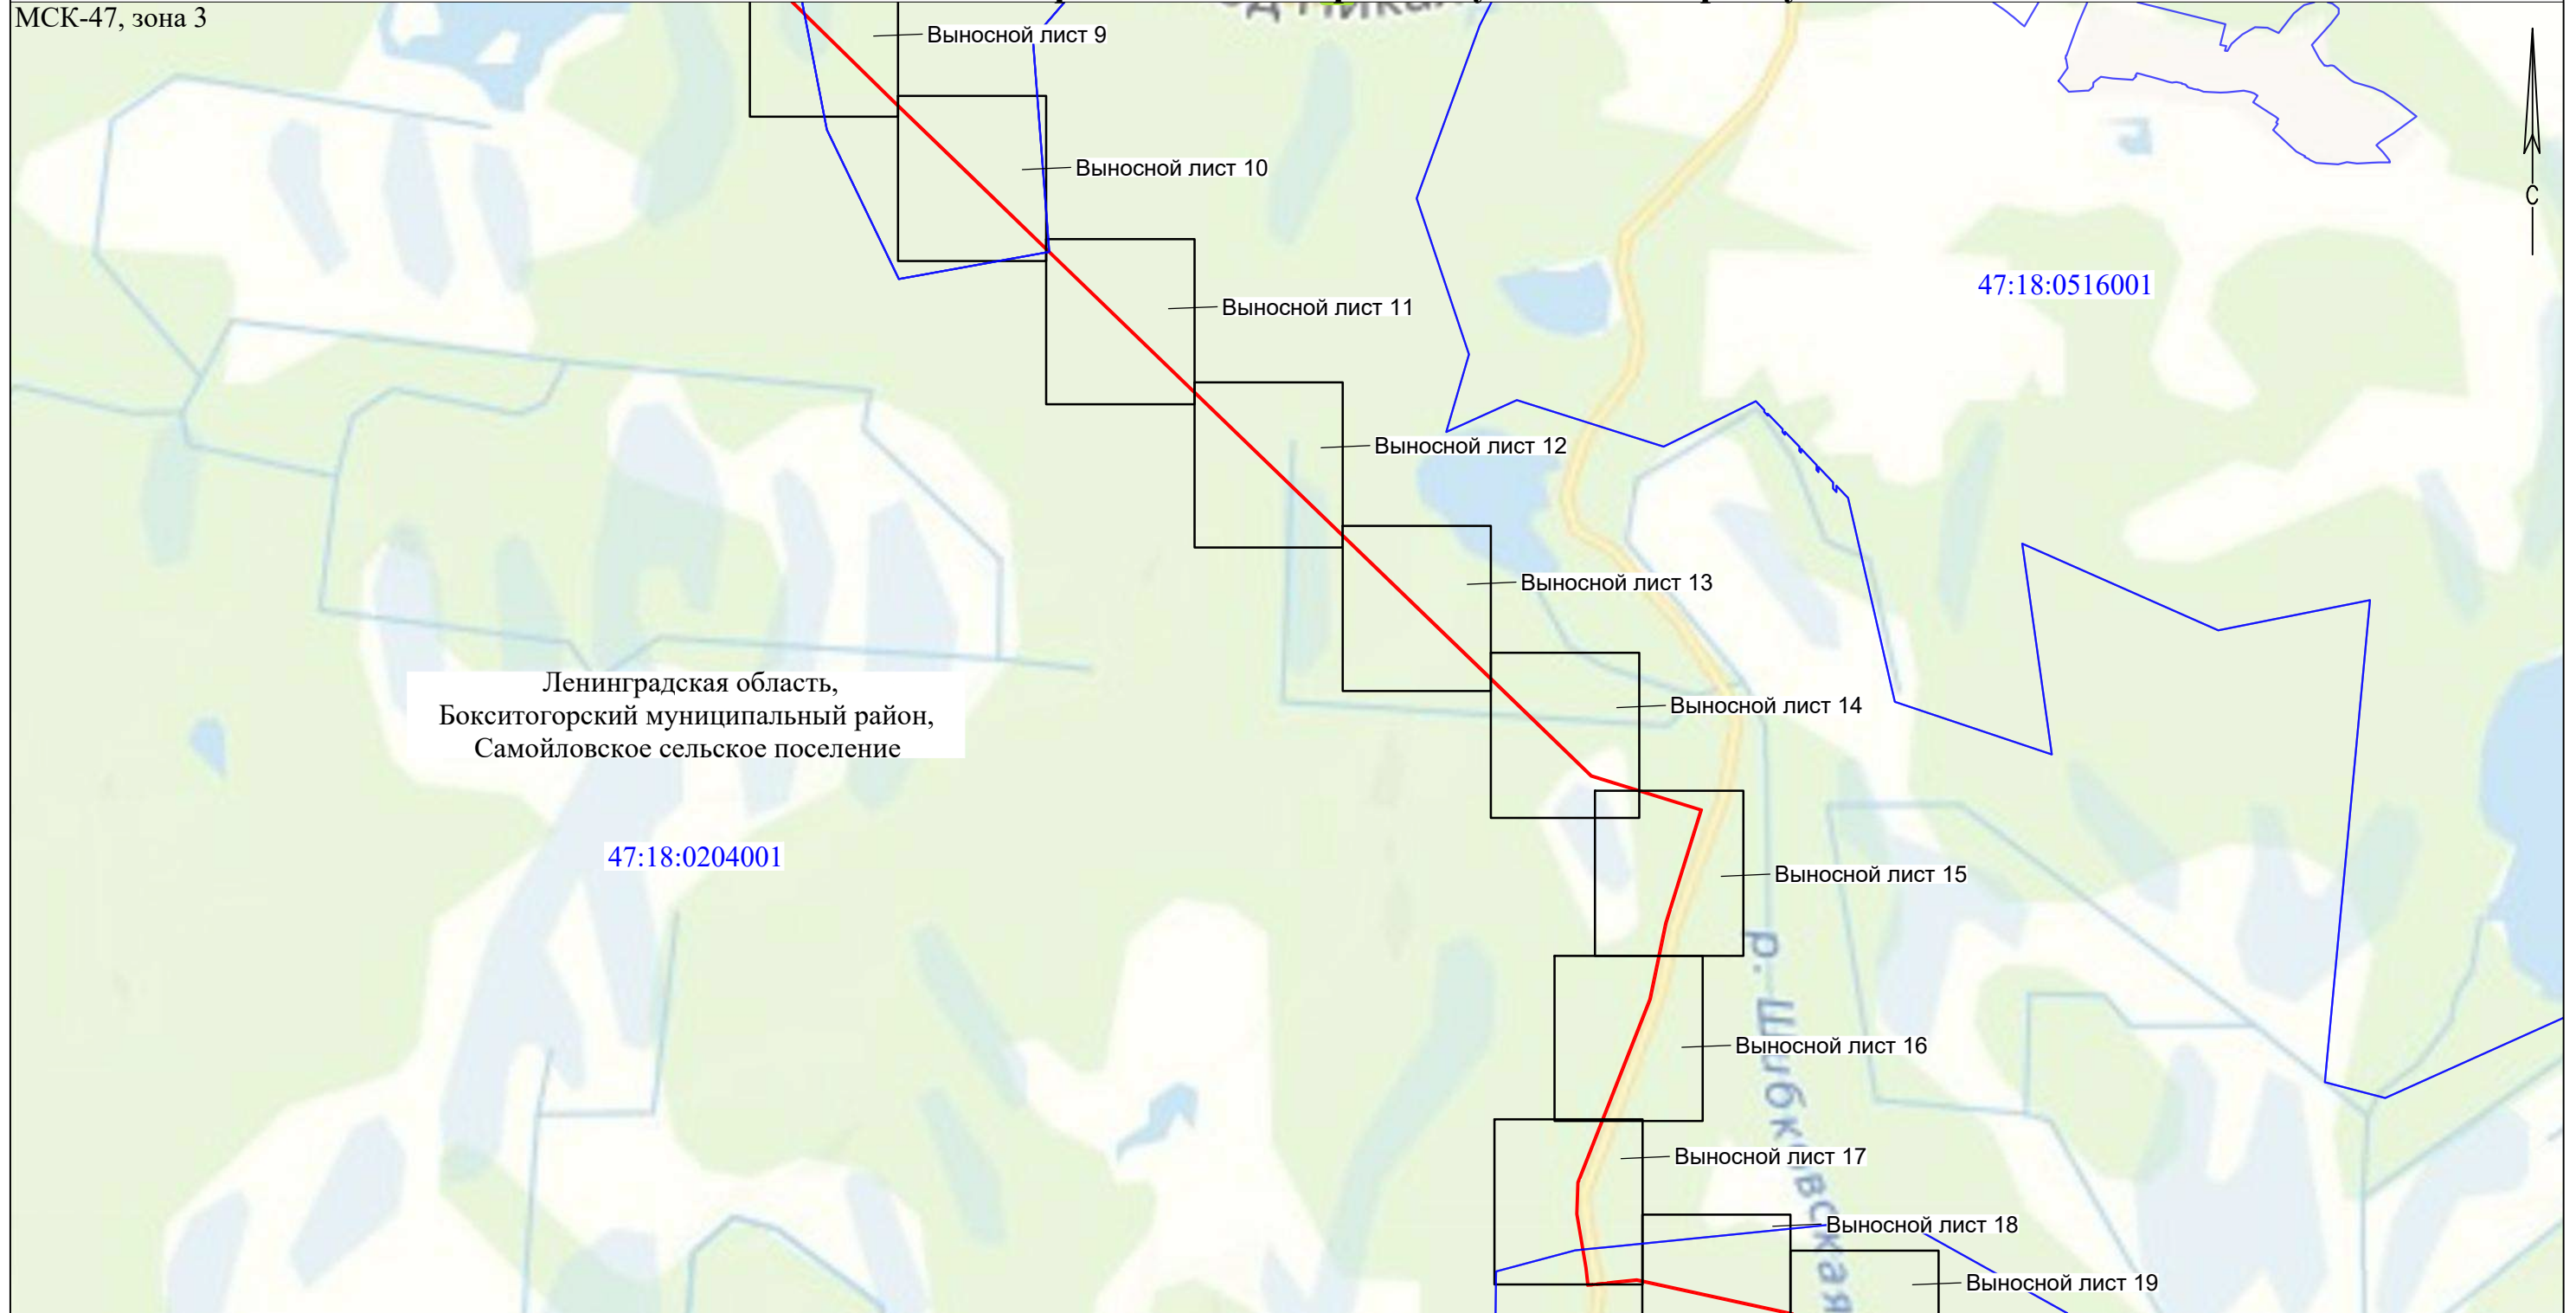 МСК-47, зона 3
Выносной лист 9
Выносной лист 10
С
47:18:0516001
Выносной лист 11
Выносной лист 12
Выносной лист 13
Ленинградская область,
Бокситогорский муниципальный район,
Самойловское сельское поселение
Выносной лист 14
47:18:0204001
Выносной лист 15
Выносной лист 16
Выносной лист 17
Выносной лист 18
Выносной лист 19
р.